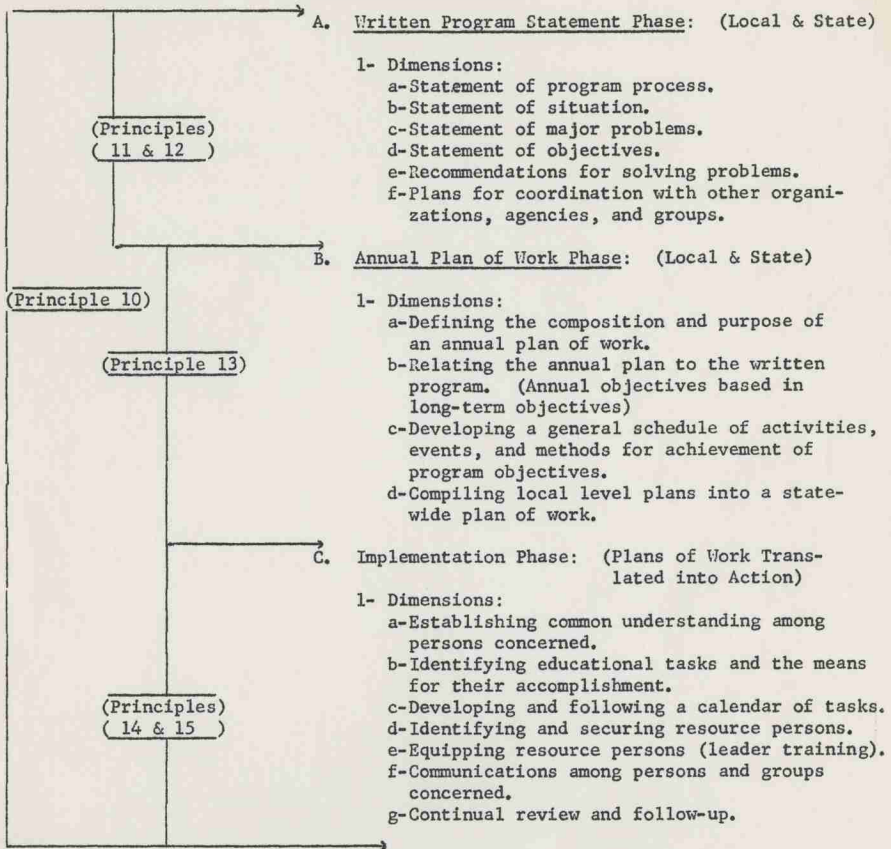 A. Written Program Statement Phase: (Local & State)
1- Dimensions:
a-Statement of program process.
b-Statement of situation.
c-Statement of major problems.
(Principles)
( 11 & 12 )
d-Statement of objectives.
e-Recommendations for solving problems.
f-Plans for coordination with other organi-
zations, agencies, and groups.
B. Annual Plan of Work Phase: (Local & State)
(Principle 10)
1- Dimensions:
a-Defining the composition and purpose of
an annual plan of work.
(Principle 13)
b-Relating the annual plan to the written
program. (Annual objectives based in
long-term objectives)
c-Developing a general schedule of activities,
events, and methods for achievement of
program objectives.
d-Compiling local level plans into a state-
wide plan of work.
C. Implementation Phase: (Plans of Work Trans-
lated into Action)
1- Dimensions:
a-Establishing common understanding among
persons concerned.
b-Identifying educational tasks and the means
for their accomplishment.
(Principles)
( 14 & 15 )
c-Developing and following a calendar of tasks.
d-Identifying and securing resource persons.
e-Equipping resource persons (leader training).
f-Communications among persons and groups
concerned.
g-Continual review and follow-up.